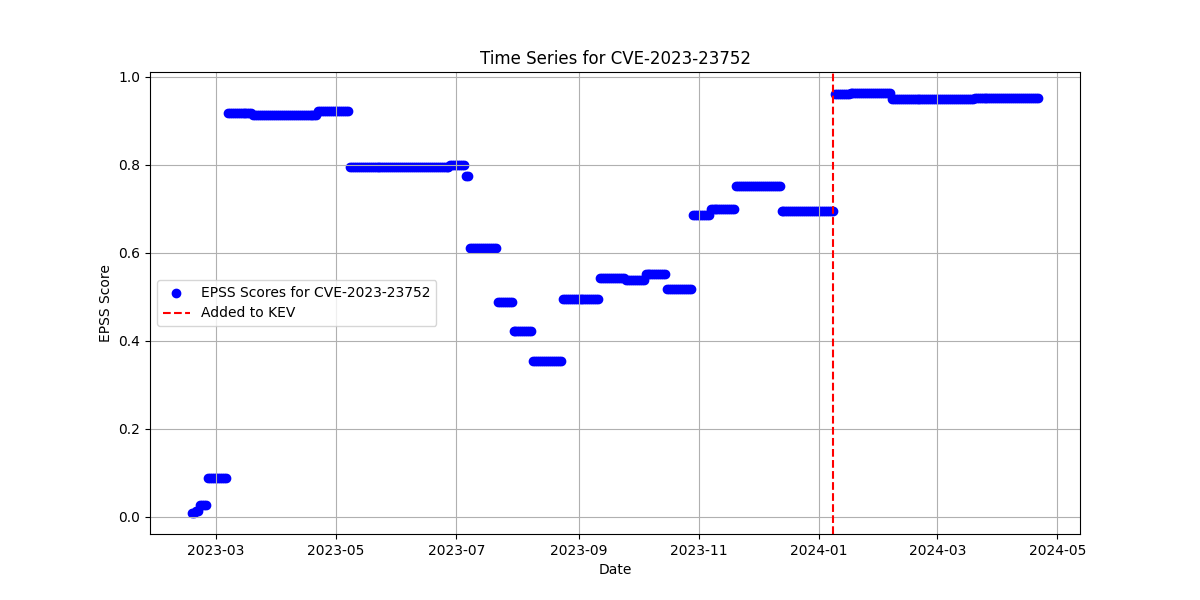 Time Series for CVE-2023-23752
1.0
0.8
0.6
0.4
0.2
0.0
EPSS Score
EPSS Scores for CVE-2023-23752
Added to KEV
2023-03 2023-05 2023-07 2023-09 2023-11 2024-01 2024-03 2024-05
Date